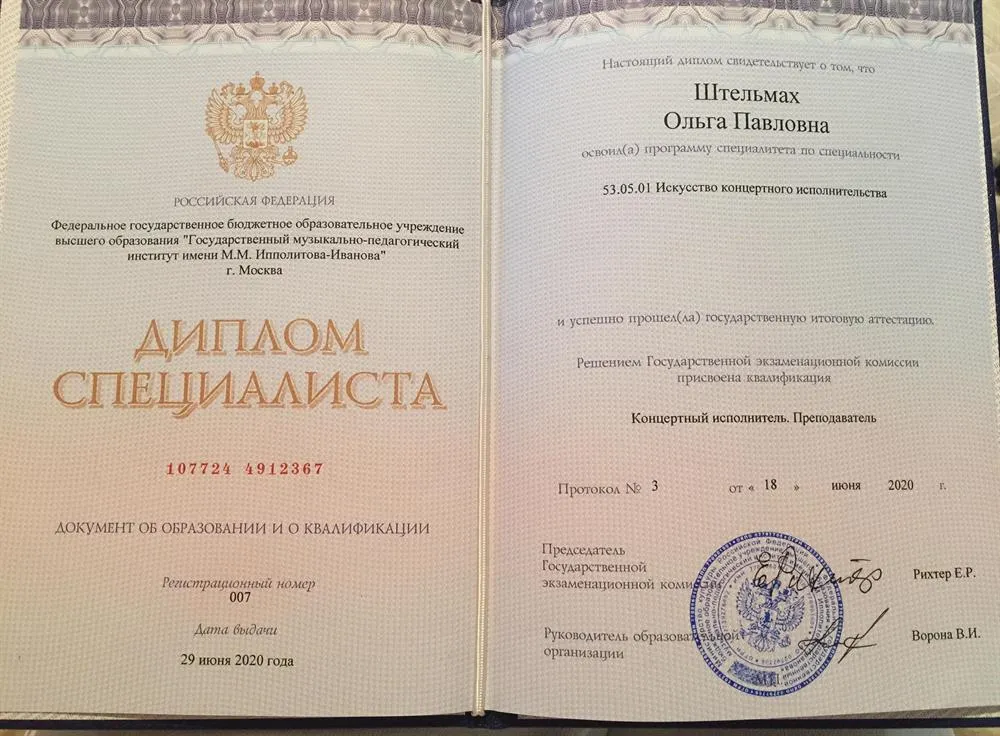 РОССИЙСКАЯ ФЕДЕРАЦИЯ
Федеральное государственное бюджетное образовательное учреждение
высшего образования "Государственный музыкально-педагогический
институт имени М.М. Ипполитова-Иванова"
г. Москва
ДИПЛОМ
СПЕЦИАЛИСТА
107724 4912367
ДОКУМЕНТ ОБ ОБРАЗОВАНИИ И О КВАЛИФИКАЦИИ
Регистрационный номер
007
Дата выдачи
29 июня 2020 года
Настоящий диплом свидетельствует о том, что
Штельмах
Ольга Павловна
освоил(а) программу специалитета по специальности
53.05.01 Искусство концертного исполнительства
и успешно прошел(ла) государственную итоговую аттестацию.
Решением Государственной экзаменационной комиссии
присвоена квалификация
Концертный исполнитель. Преподаватель
Протокол № 3 от « 18 » июня 2020 г.
Председатель
Государственной
экзаменационной комиссии
Рихтер Е.Р.
Руководитель образовательной
организации
Ворона В.И.
М.П.